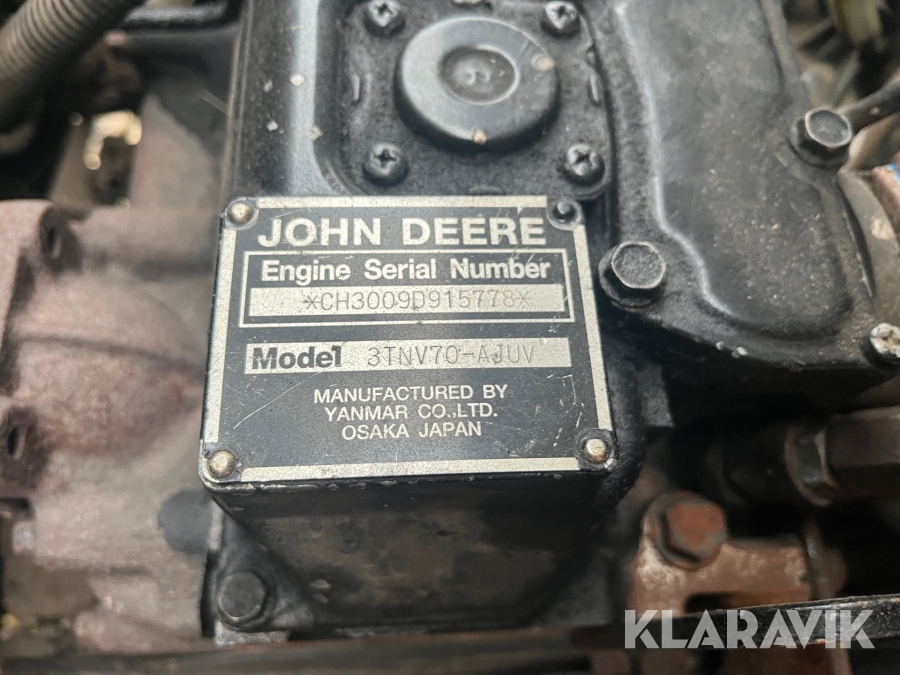 JOHN DEERE
Engine Serial Number
*CH3009D915778*
Model 3TNV70-AJUV
MANUFACTURED BY
YANMAR CO.,LTD.
OSAKA JAPAN
KLARAVIK